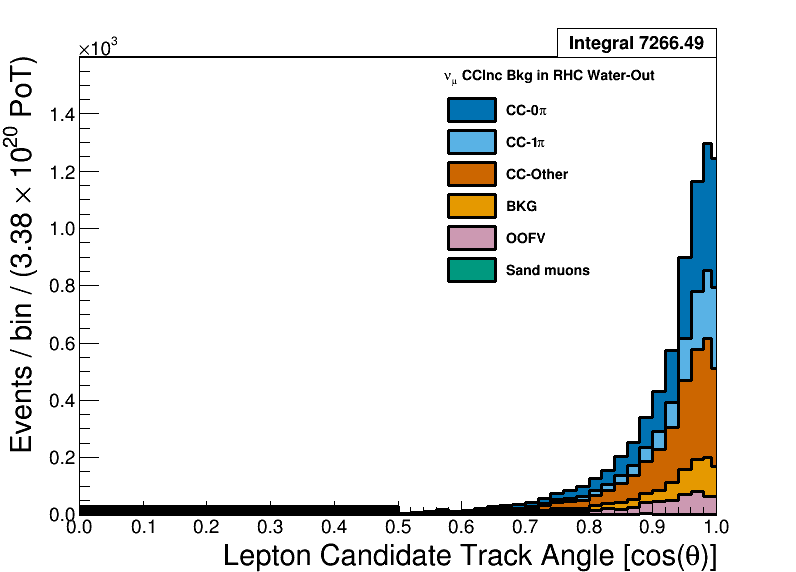 ×10³
Integral 7266.49
ν_μ CCInc Bkg in RHC Water-Out
CC-0π
CC-1π
CC-Other
BKG
OOFV
Sand muons
Events / bin / (3.38 × 10²⁰ PoT)
1.4
1.2
1.0
0.8
0.6
0.4
0.2
0.0
0.0 0.1 0.2 0.3 0.4 0.5 0.6 0.7 0.8 0.9 1.0
Lepton Candidate Track Angle [cos(θ)]